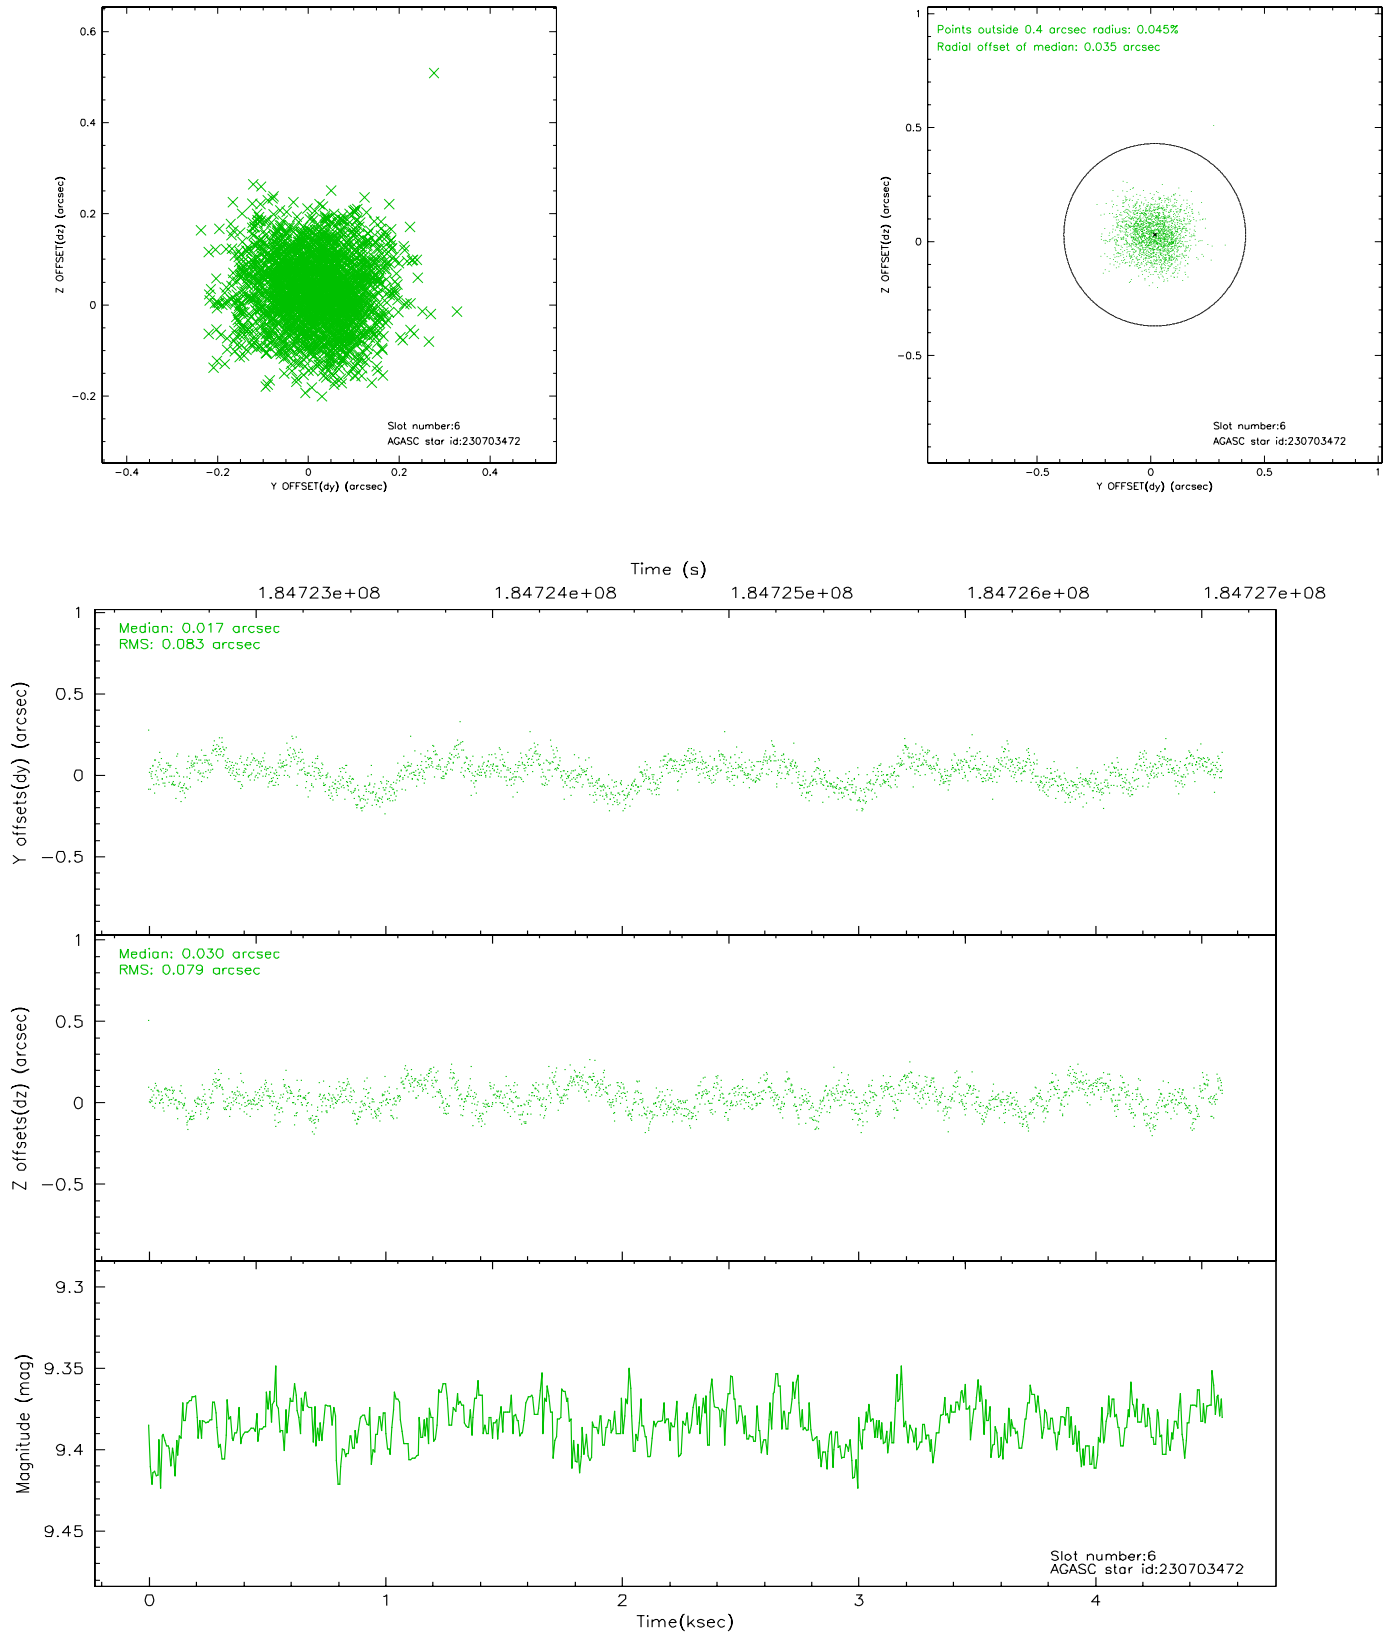 0.6
0.4
0.2
0
−0.2
Z OFFSET(dz) (arcsec)
Slot number:6
AGASC star id:230703472
−0.4
−0.2
0
0.2
0.4
Y OFFSET(dy) (arcsec)
Points outside 0.4 arcsec radius: 0.045%
Radial offset of median: 0.035 arcsec
1
0.5
0
−0.5
Z OFFSET(dz) (arcsec)
Slot number:6
AGASC star id:230703472
−0.5
0
0.5
1
Y OFFSET(dy) (arcsec)
Time (s)
1.84723e+08
1.84724e+08
1.84725e+08
1.84726e+08
1.84727e+08
Median: 0.017 arcsec
RMS: 0.083 arcsec
1
0.5
0
−0.5
Y offsets(dy) (arcsec)
Median: 0.030 arcsec
RMS: 0.079 arcsec
1
0.5
0
−0.5
Z offsets(dz) (arcsec)
9.3
9.35
9.4
9.45
Magnitude (mag)
Slot number:6
AGASC star id:230703472
0
1
2
3
4
Time(ksec)